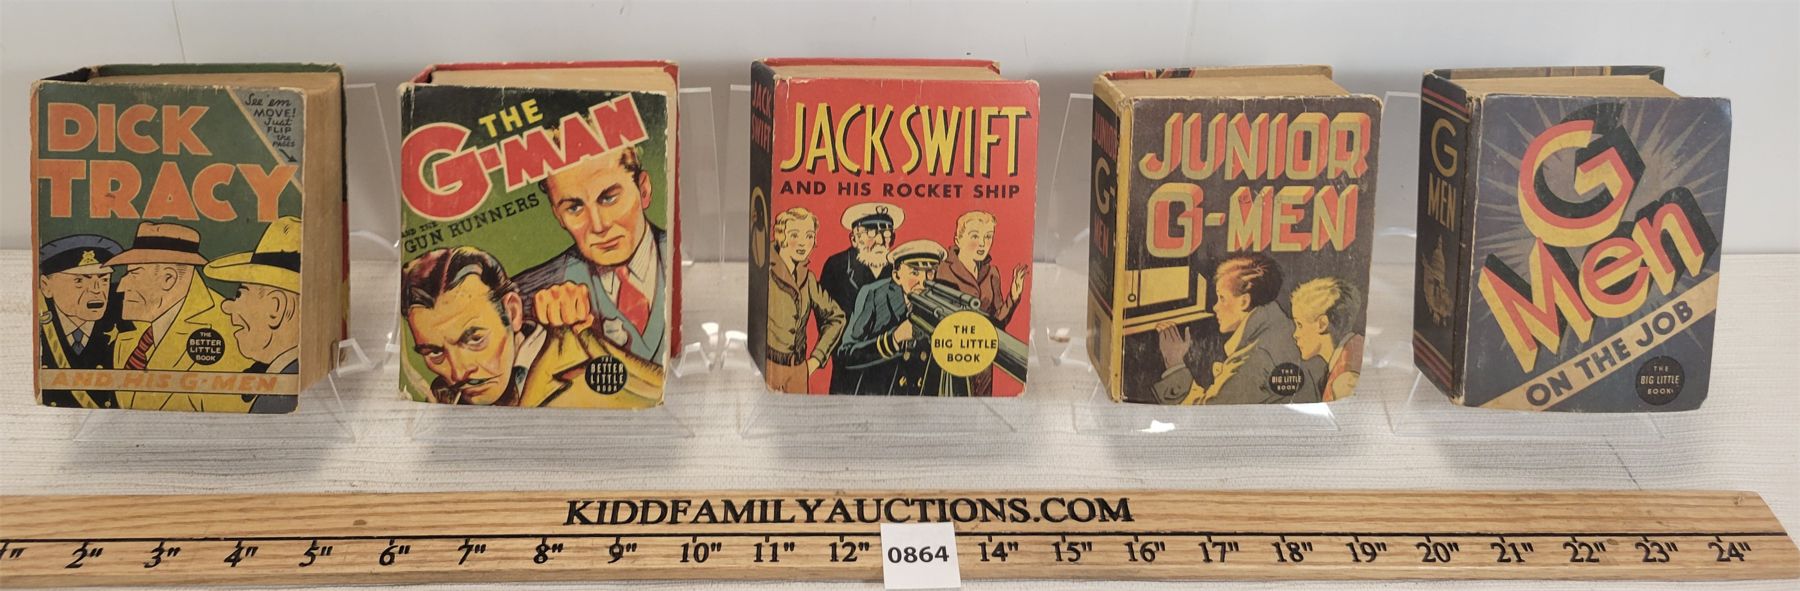 DICK
TRACY
See 'em
MOVE!
Just
FLIP
the
PAGES
THE
BETTER
LITTLE
BOOK
AND HIS G-MEN
THE
G-MAN
AND THE
GUN RUNNERS
THE
BETTER
LITTLE
BOOK
JACK
SWIFT
JACK SWIFT
AND HIS ROCKET SHIP
THE
BIG LITTLE
BOOK
JUNIOR
G-
MEN
JUNIOR
G-MEN
THE
BIG LITTLE
BOOK
G
MEN
G
Men
ON THE JOB
THE
BIG LITTLE
BOOK
KIDDFAMILYAUCTIONS.COM
1" 2" 3" 4" 5" 6" 7" 8" 9" 10" 11" 12" 14" 15" 16" 17" 18" 19" 20" 21" 22" 23" 24"
0864